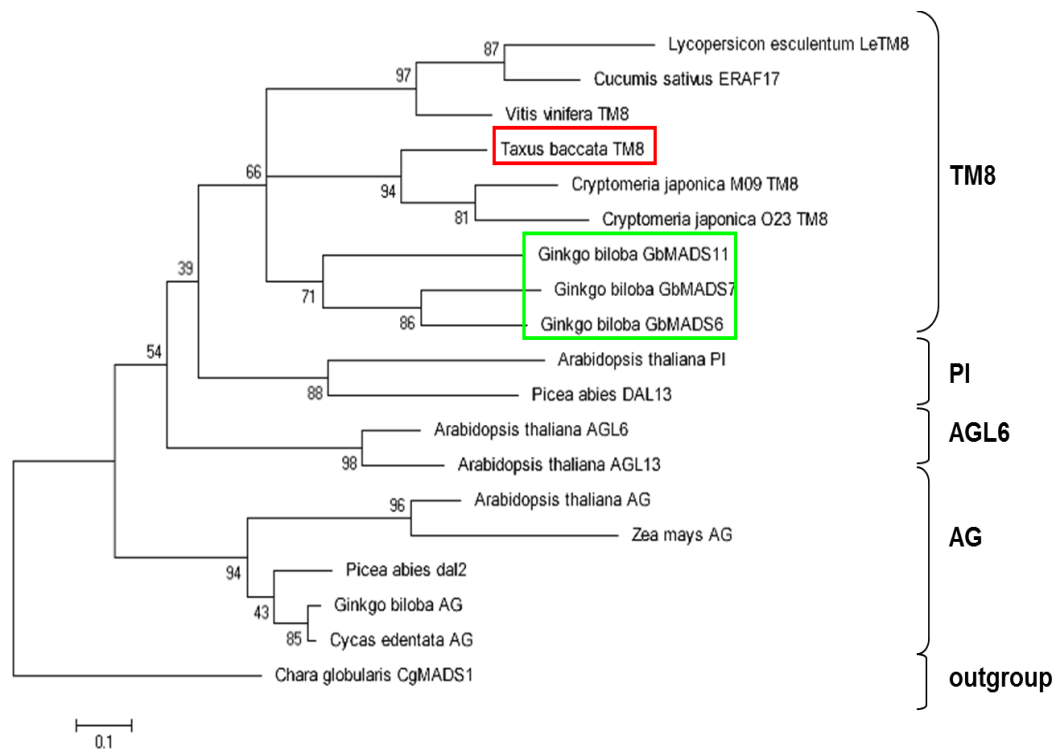 87
Lycopersicon esculentum LeTM8
97
Cucumis sativus ERAF17
Vitis vinifera TM8
Taxus baccata TM8
66
94
Cryptomeria japonica M09 TM8
TM8
81
Cryptomeria japonica O23 TM8
Ginkgo biloba GbMADS11
39
71
Ginkgo biloba GbMADS7
86
Ginkgo biloba GbMADS6
54
Arabidopsis thaliana PI
PI
88
Picea abies DAL13
Arabidopsis thaliana AGL6
AGL6
98
Arabidopsis thaliana AGL13
96
Arabidopsis thaliana AG
Zea mays AG
AG
94
Picea abies dal2
43
Ginkgo biloba AG
85
Cycas edentata AG
Chara globularis CgMADS1
outgroup
0.1